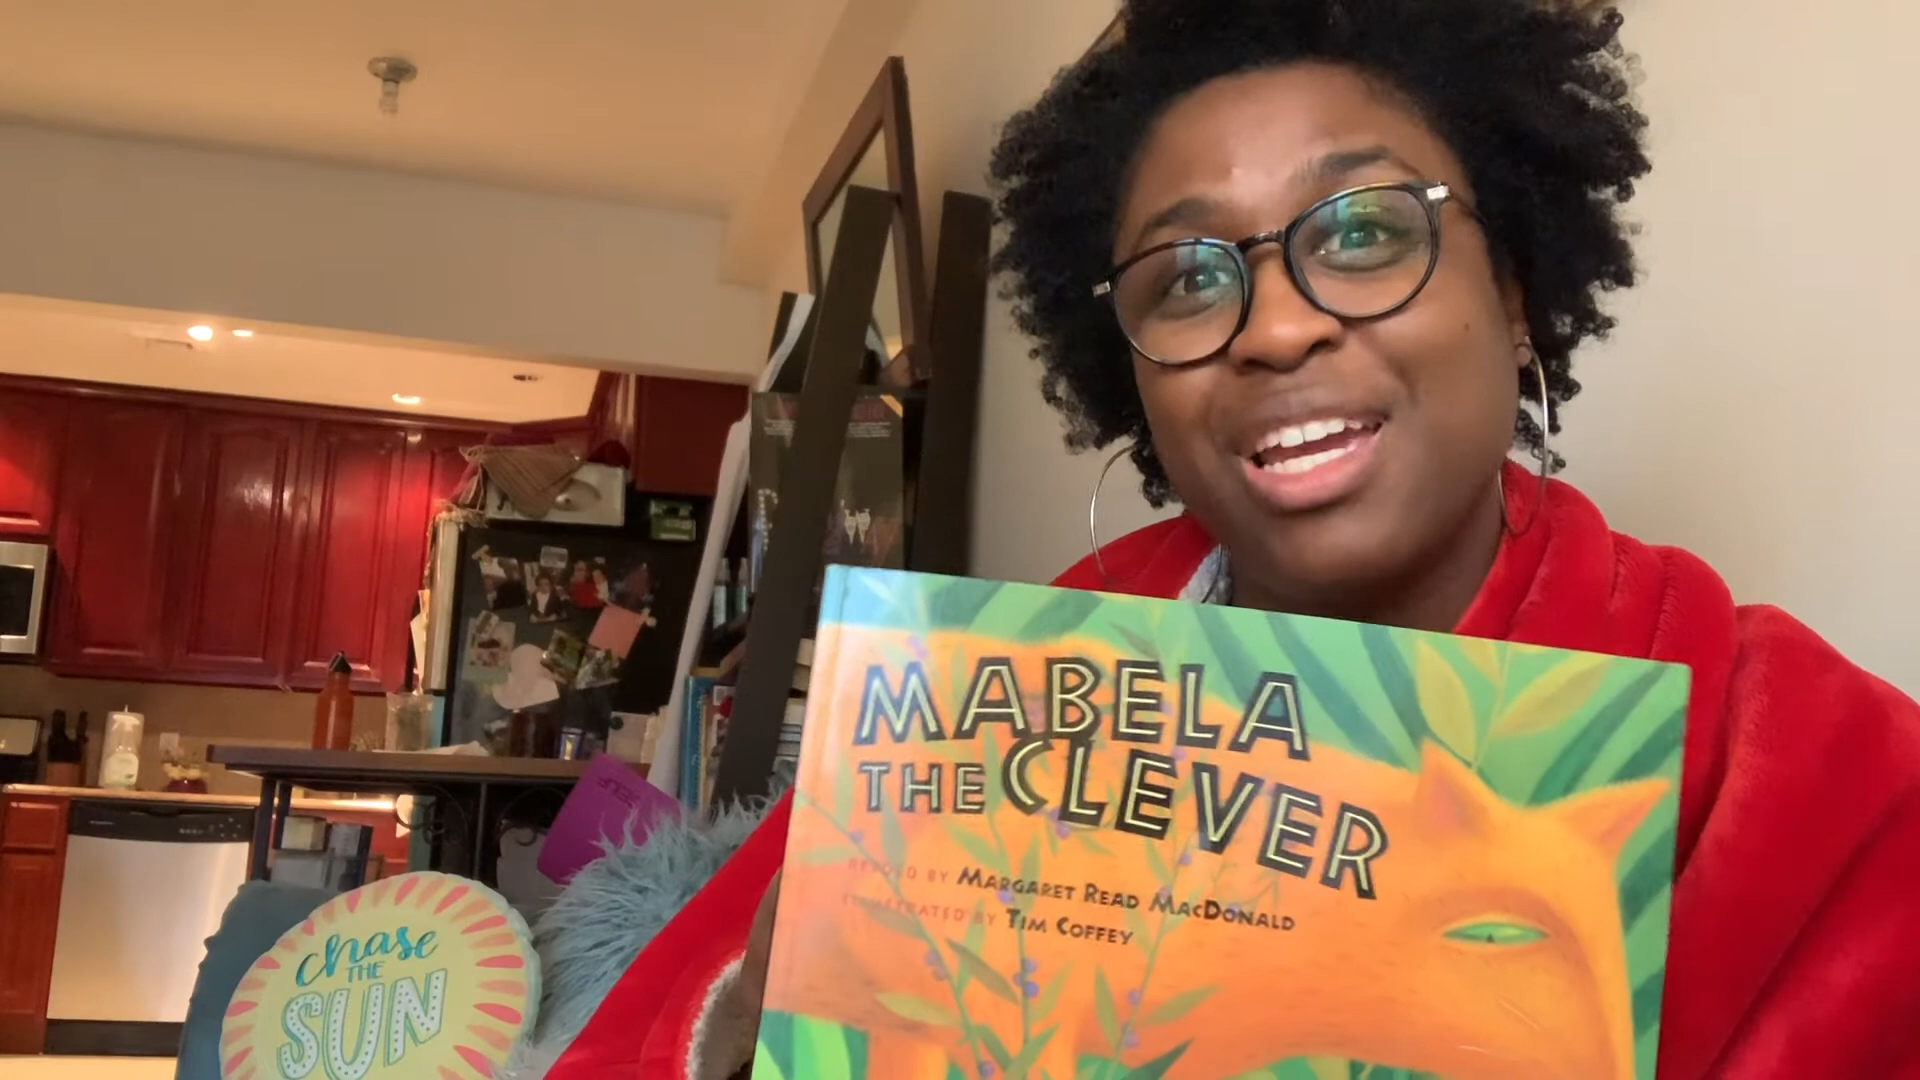 MABELA
THE CLEVER
RETOLD BY MARGARET READ MACDONALD
ILLUSTRATED BY TIM COFFEY
chase
THE
SUN